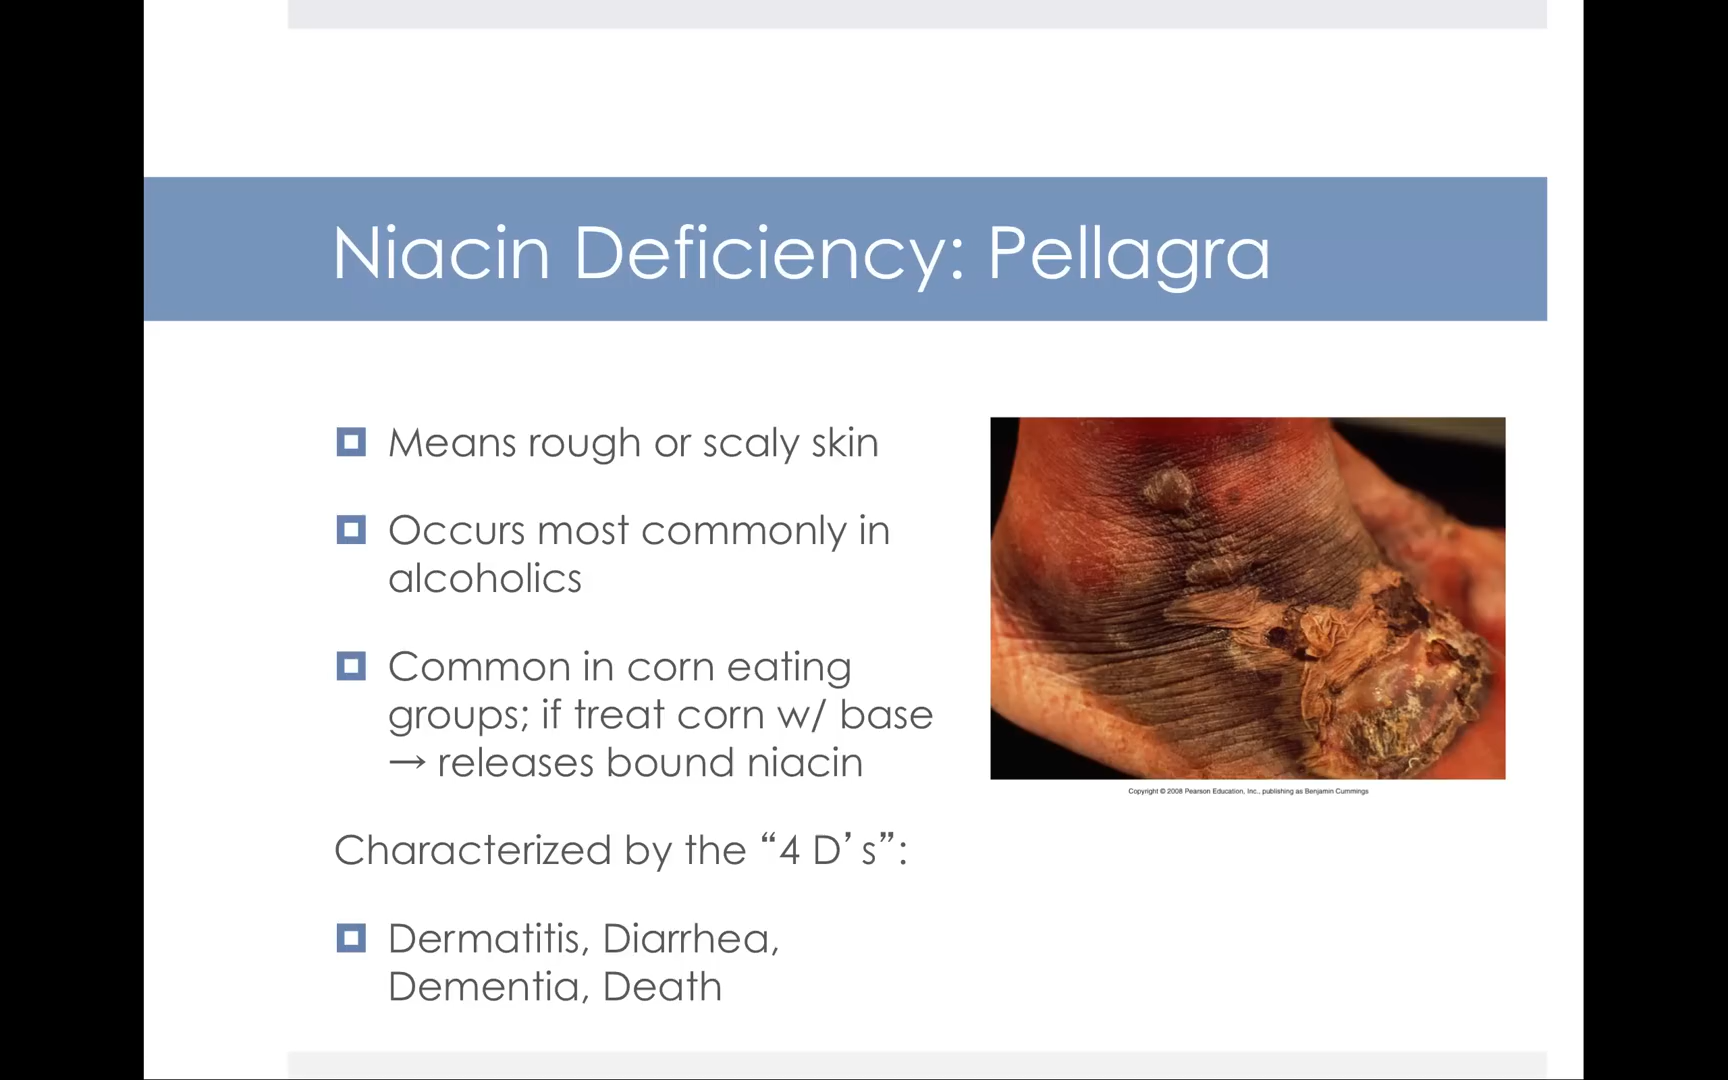 Niacin Deficiency: Pellagra
Means rough or scaly skin
Occurs most commonly in
alcoholics
Common in corn eating
groups; if treat corn w/ base
→ releases bound niacin
Characterized by the “4 D’s”:
Dermatitis, Diarrhea,
Dementia, Death
Copyright © 2008 Pearson Education, Inc., publishing as Benjamin Cummings